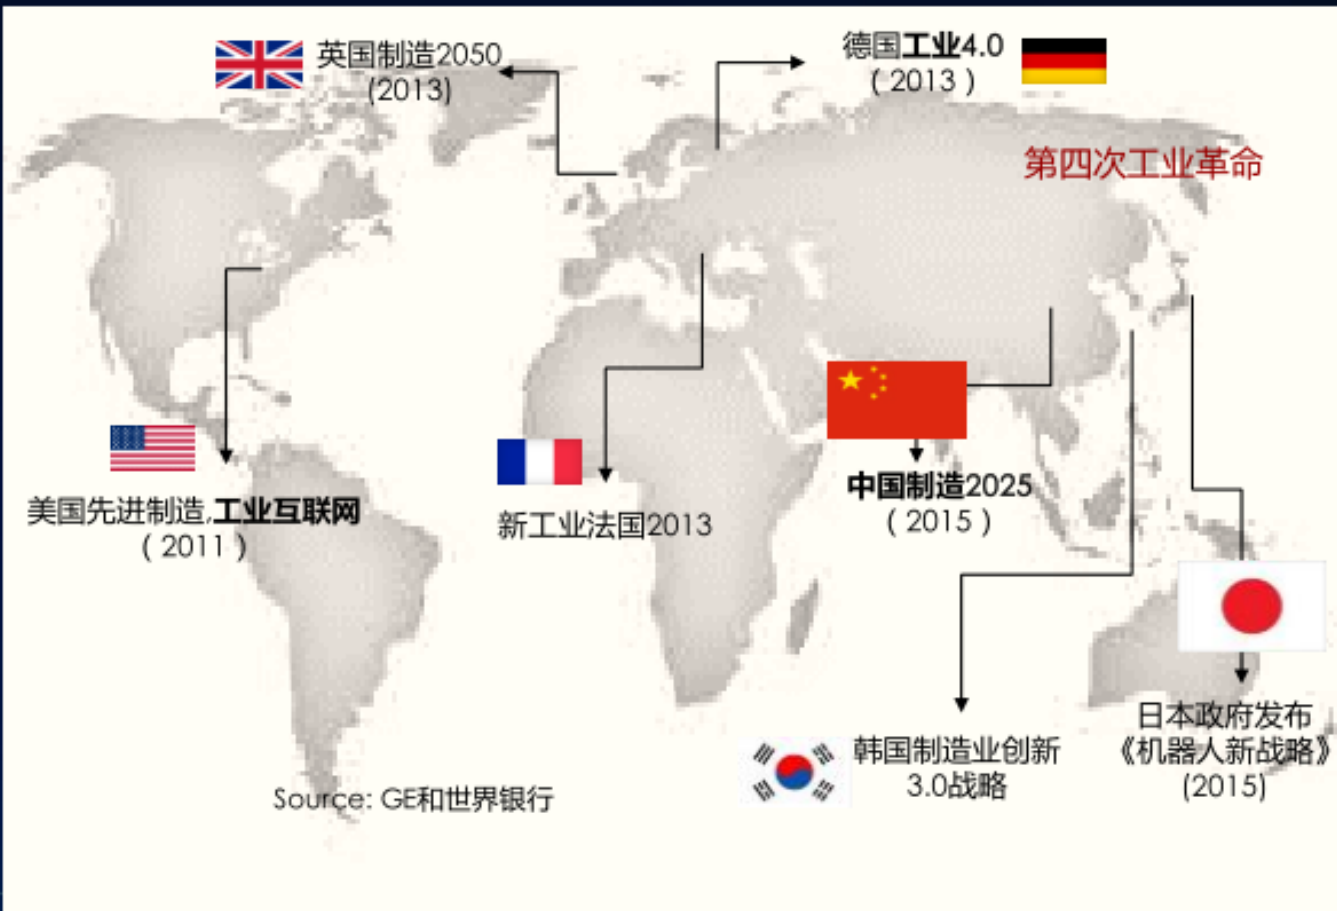 英国制造2050
(2013)
德国工业4.0
（2013）
第四次工业革命
美国先进制造,工业互联网
（2011）
新工业法国2013
中国制造2025
（2015）
韩国制造业创新
3.0战略
日本政府发布
《机器人新战略》
(2015)
Source: GE和世界银行